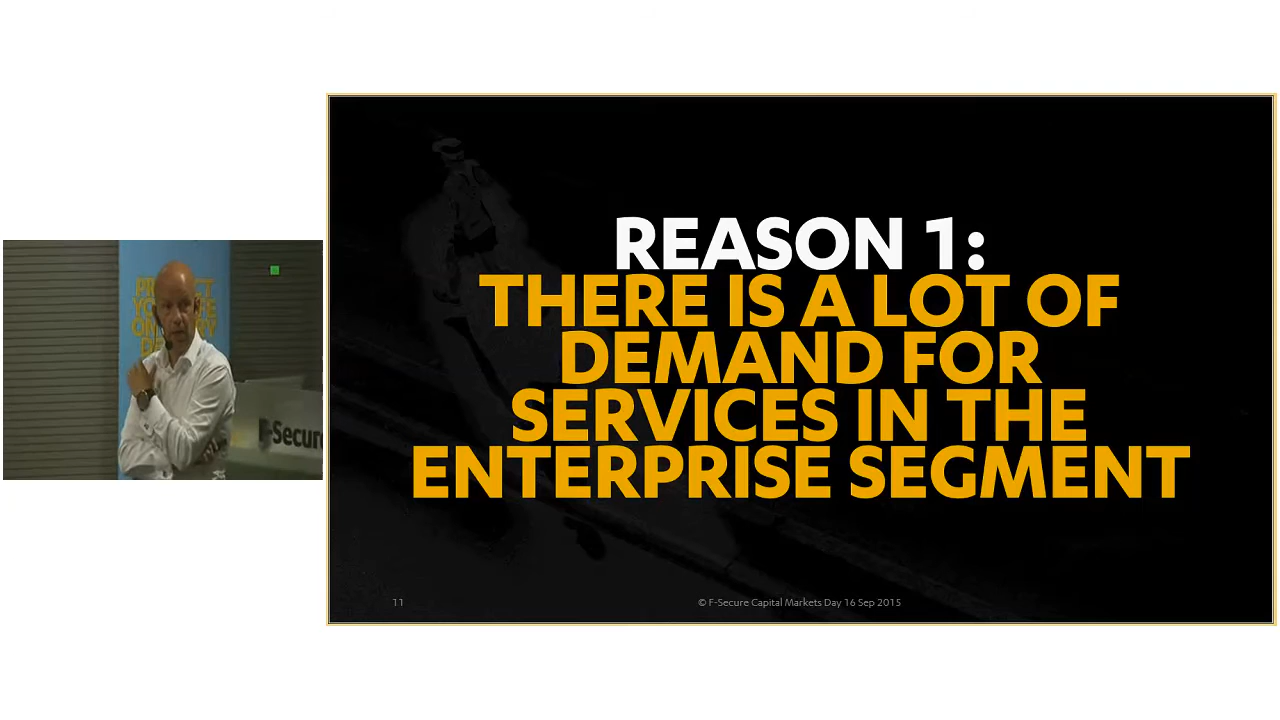 REASON 1:
THERE IS A LOT OF
DEMAND FOR
SERVICES IN THE
ENTERPRISE SEGMENT
11
© F-Secure Capital Markets Day 16 Sep 2015
F-Secure